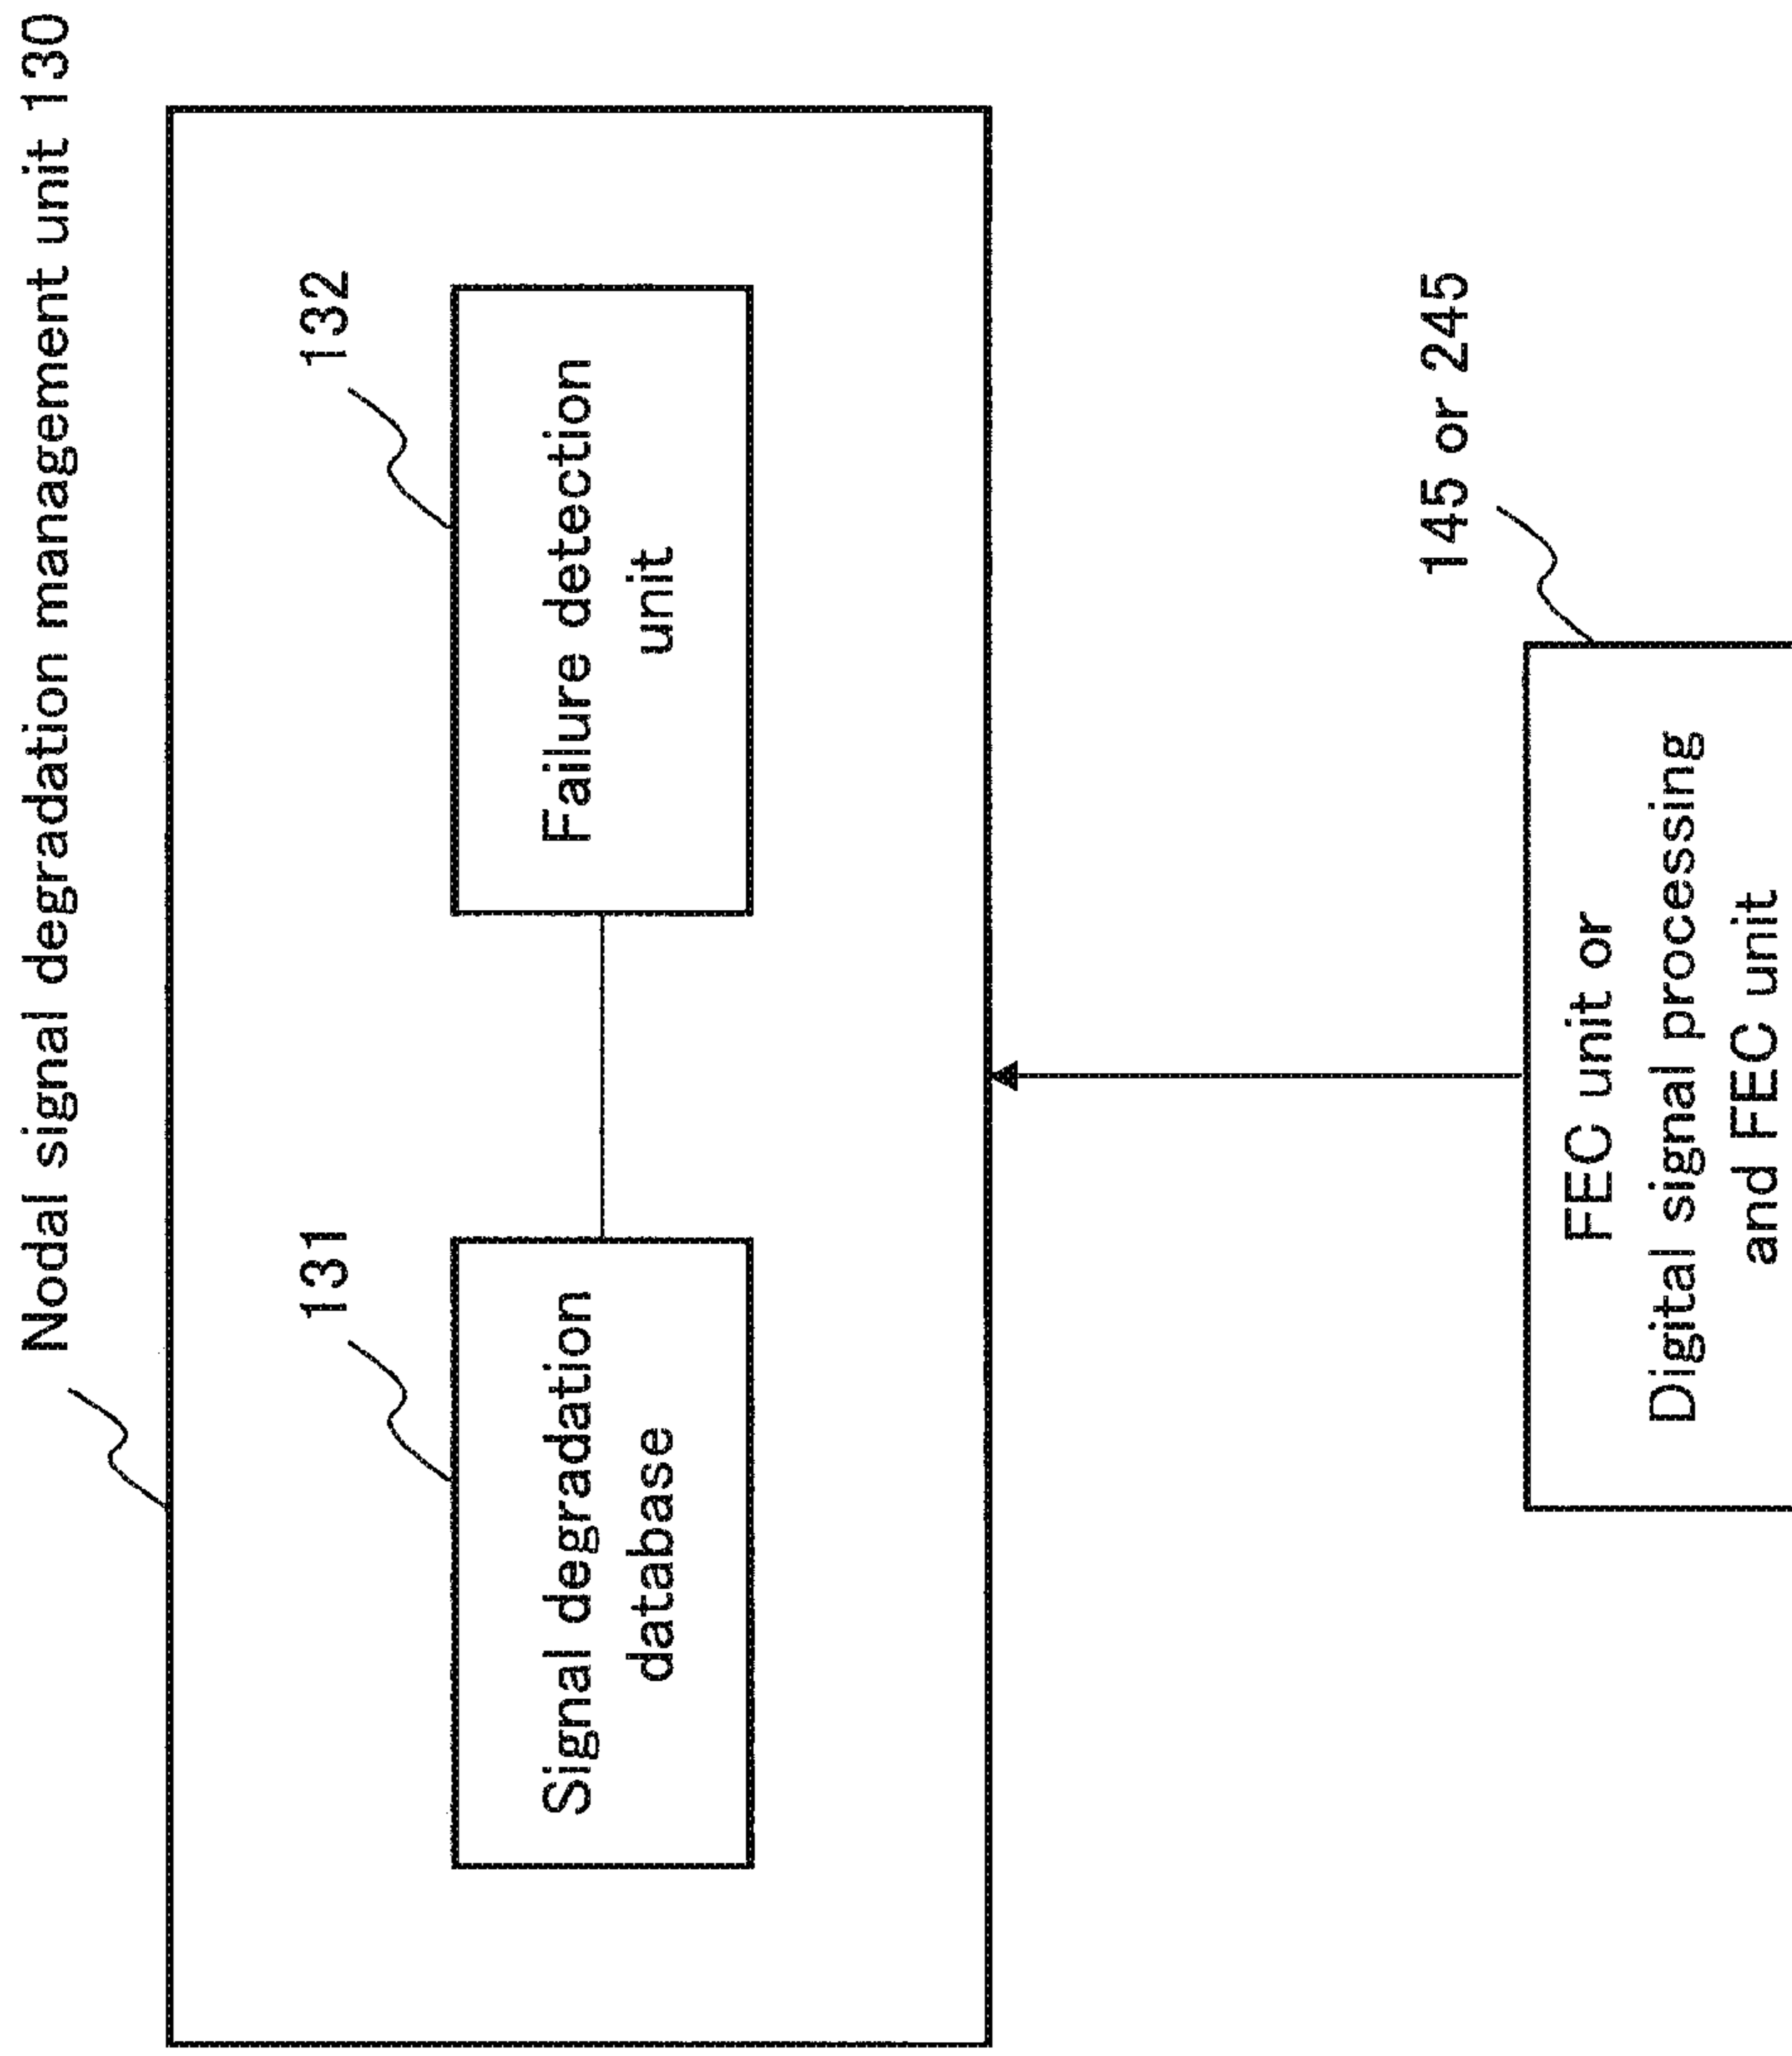 Nodal signal degradation management unit 130
131
132
Signal degradation
database
Failure detection
unit
145 or 245
FEC unit or
Digital signal processing
and FEC unit